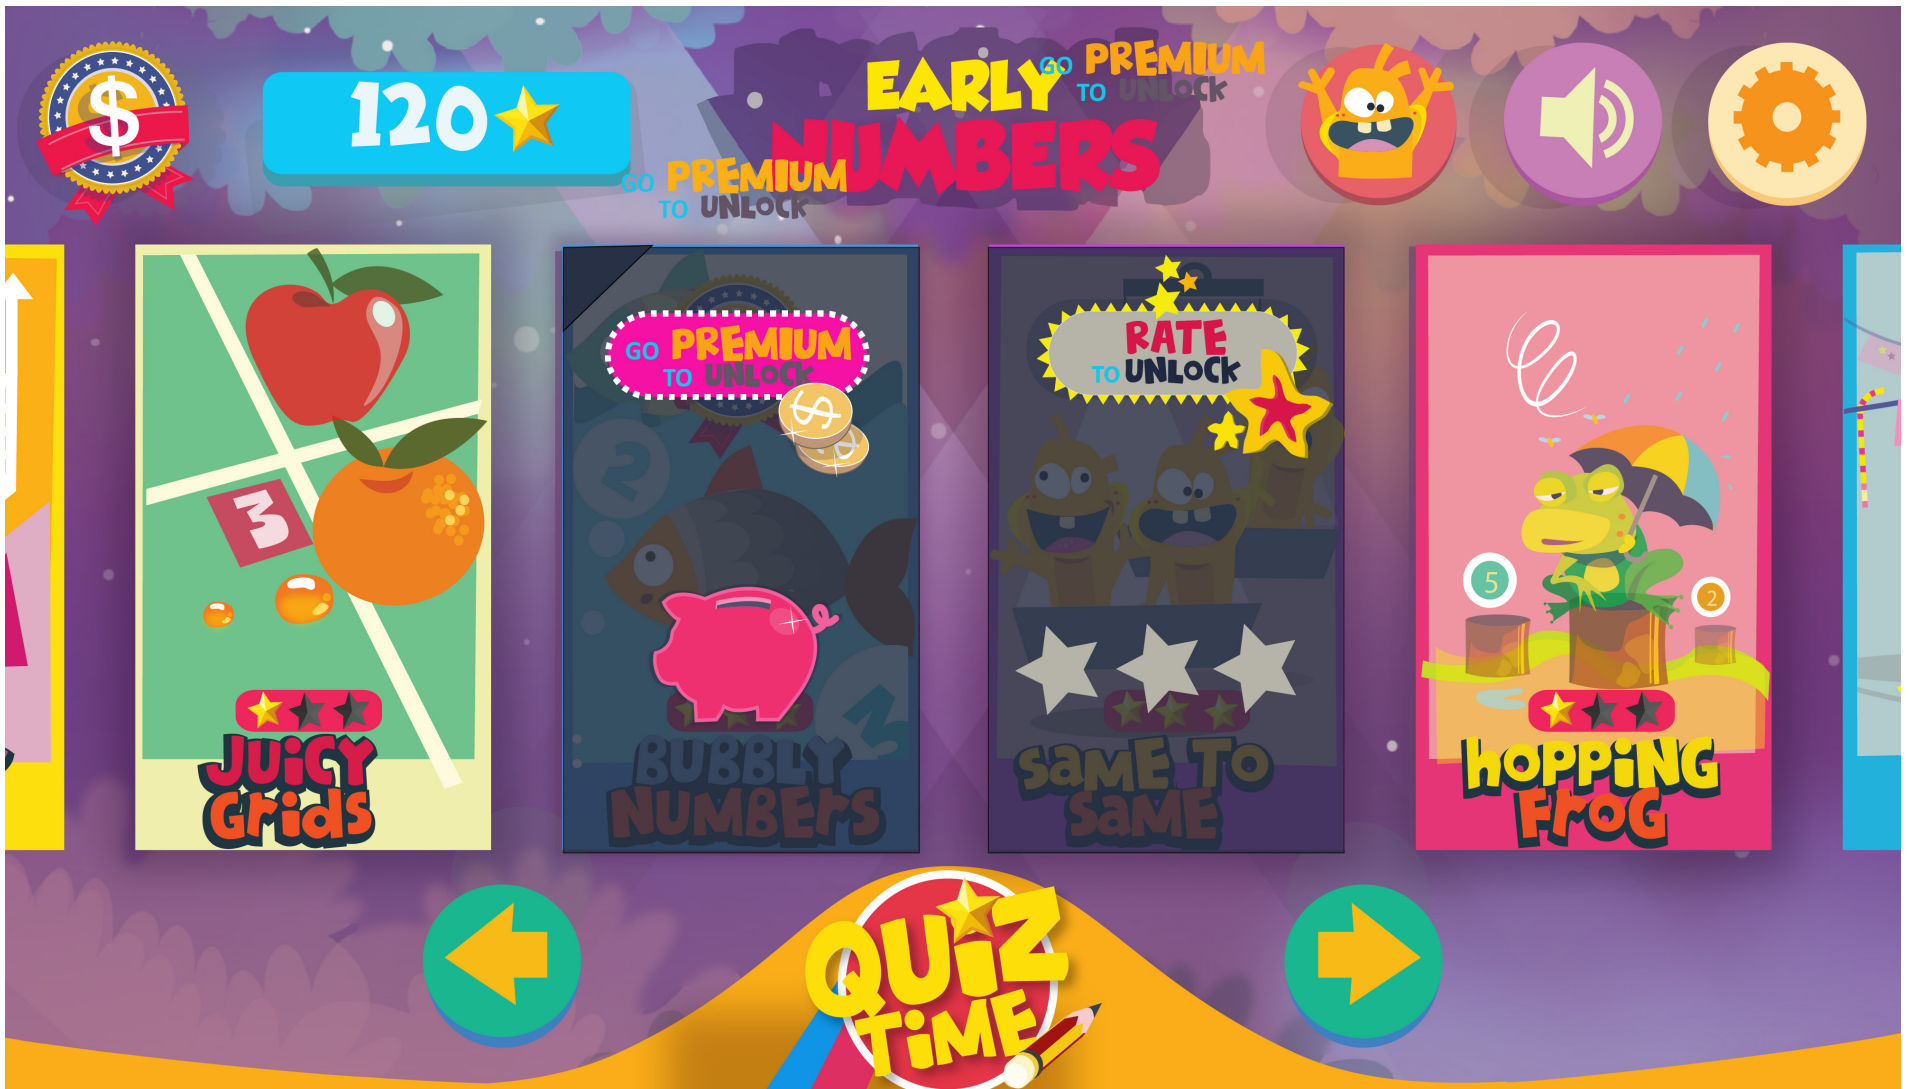 $
120
EARLY
GO PREMIUM
TO UNLOCK
NUMBERS
GO PREMIUM
TO UNLOCK
3
JUiCY
GridS
GO PREMIUM
TO UNLOCK
$
2
BUBBLY
NUMBErS
RATE
TO UNLOCK
SaME TO
SaME
5
2
hOPPiNG
FrOG
QUiZ
TiME